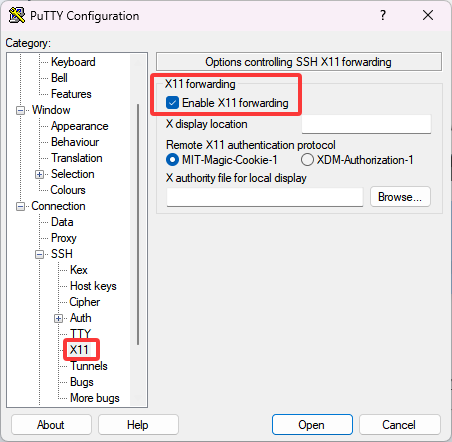 PuTTY Configuration
?
Category:
Keyboard
Bell
Features
Window
Appearance
Behaviour
Translation
Selection
Colours
Connection
Data
Proxy
SSH
Kex
Host keys
Cipher
Auth
TTY
X11
Tunnels
Bugs
More bugs
Options controlling SSH X11 forwarding
X11 forwarding
Enable X11 forwarding
X display location
Remote X11 authentication protocol
MIT-Magic-Cookie-1 XDM-Authorization-1
X authority file for local display
Browse...
About Help Open Cancel